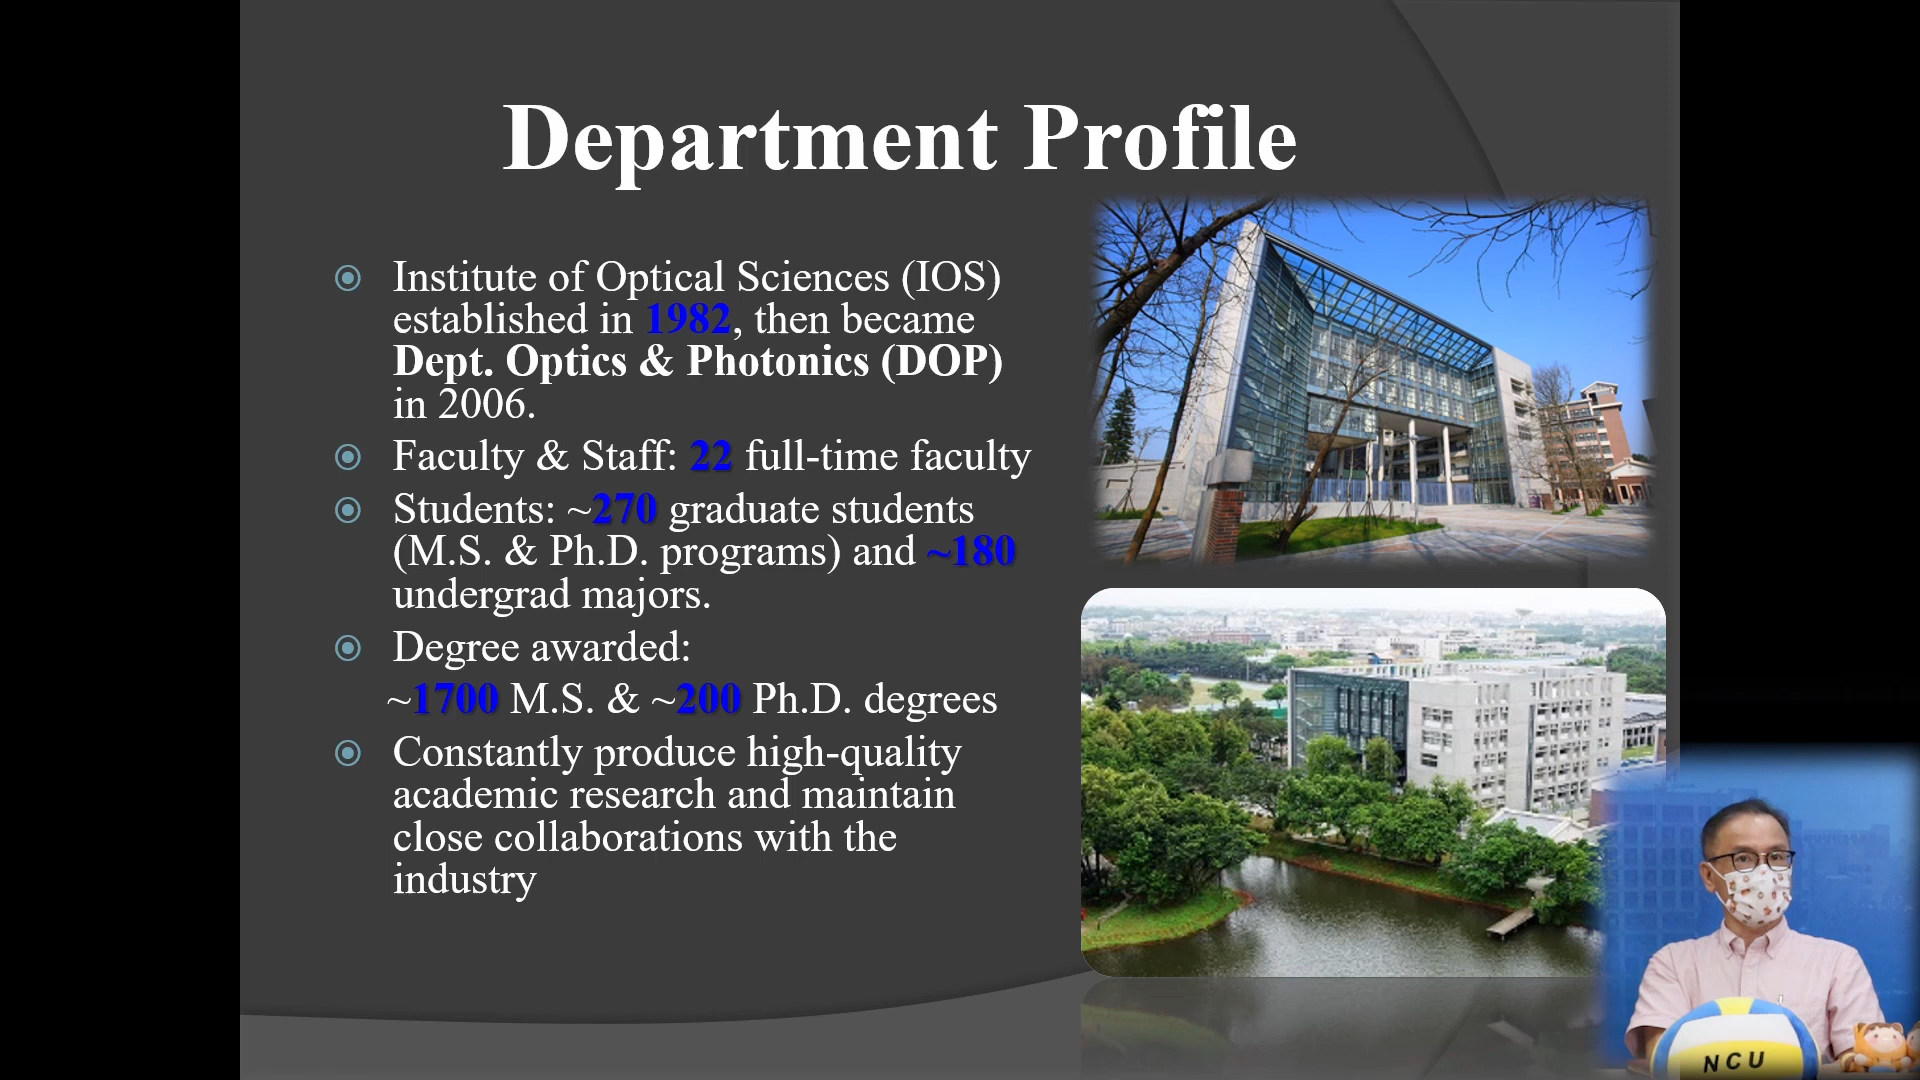 Department Profile
Institute of Optical Sciences (IOS)
established in 1982, then became
Dept. Optics & Photonics (DOP)
in 2006.
Faculty & Staff: 22 full-time faculty
Students: ~270 graduate students
(M.S. & Ph.D. programs) and ~180
undergrad majors.
Degree awarded:
~1700 M.S. & ~200 Ph.D. degrees
Constantly produce high-quality
academic research and maintain
close collaborations with the
industry
NCU